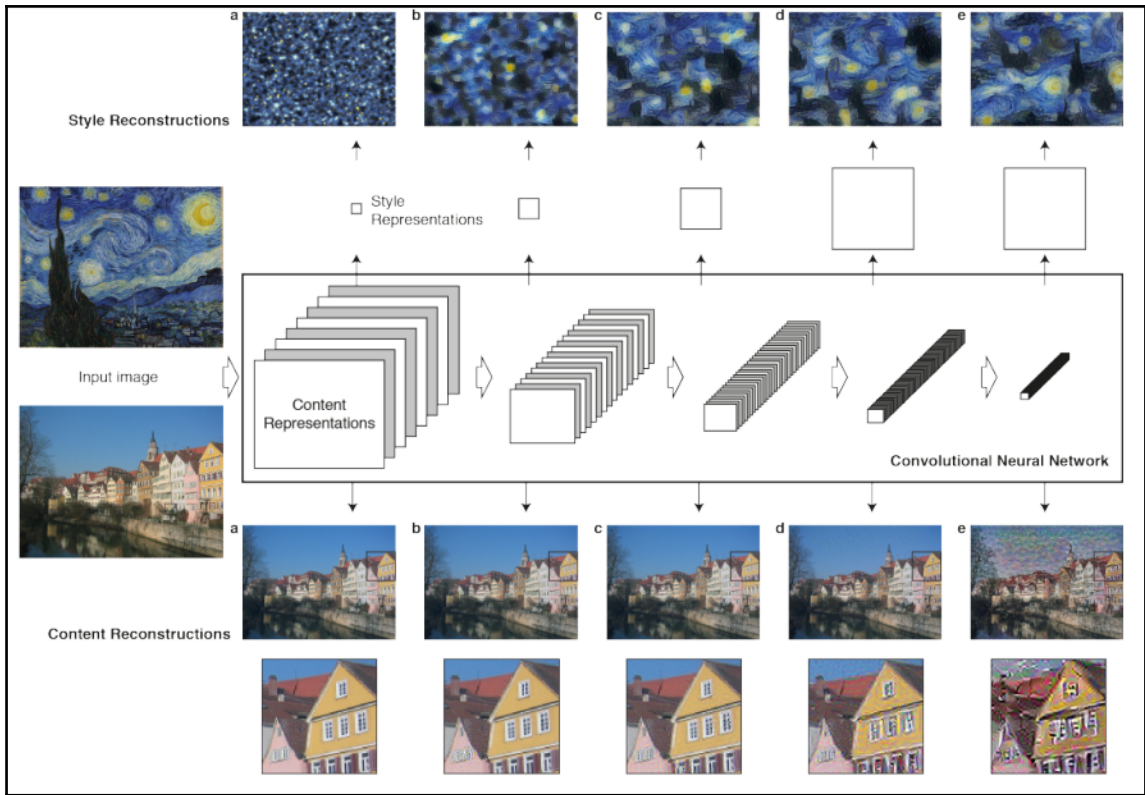 a b c d e
Style Reconstructions
Style
Representations
Input image
Content
Representations
Convolutional Neural Network
a b c d e
Content Reconstructions